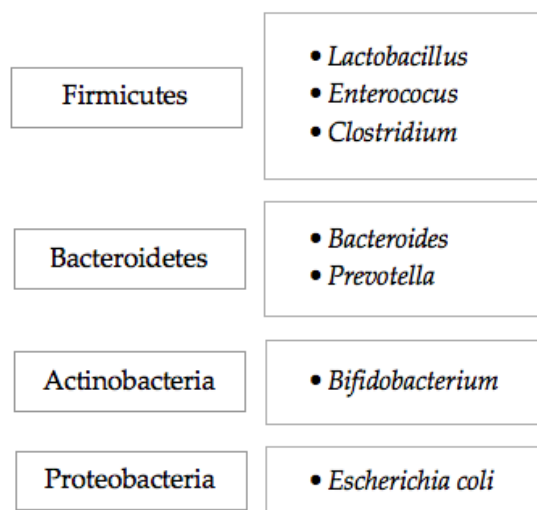 Firmicutes
• Lactobacillus
• Enterococus
• Clostridium
Bacteroidetes
• Bacteroides
• Prevotella
Actinobacteria
• Bifidobacterium
Proteobacteria
• Escherichia coli